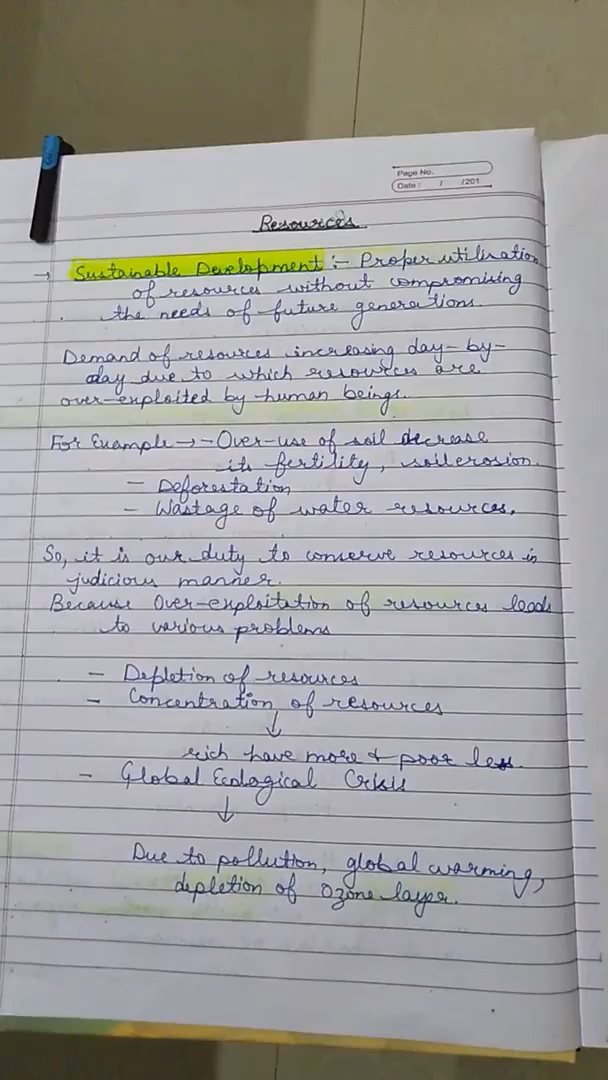 Page No.
Date : / /201
Resources
→ Sustainable Development :- Proper utilisation
of resources without compromising
the needs of future generations.
Demand of resources increasing day-by-
day due to which resources are
over-exploited by human beings.
For Example → - Over-use of soil decrease
its fertility, soil erosion.
- Deforestation
- Wastage of water resources.
So, it is our duty to conserve resources in
judicious manner.
Because Over-exploitation of resources leads
to various problems
- Depletion of resources
- Concentration of resources
↓
rich have more & poor less.
- Global Ecological Crisis
↓
Due to pollution, global warming,
depletion of ozone layer.